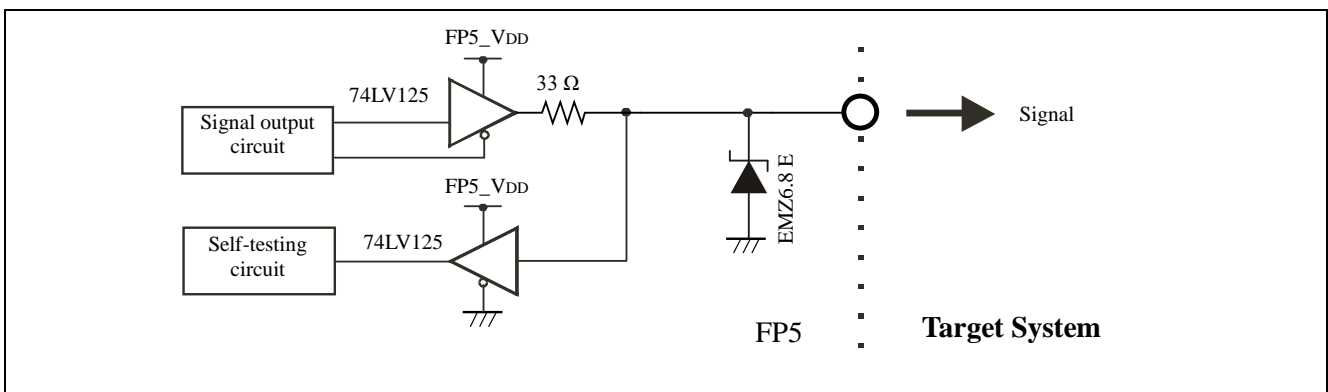 FP5_VDD
74LV125
33 Ω
Signal output
circuit
Signal
EMZ6.8 E
FP5_VDD
74LV125
Self-testing
circuit
FP5
Target System